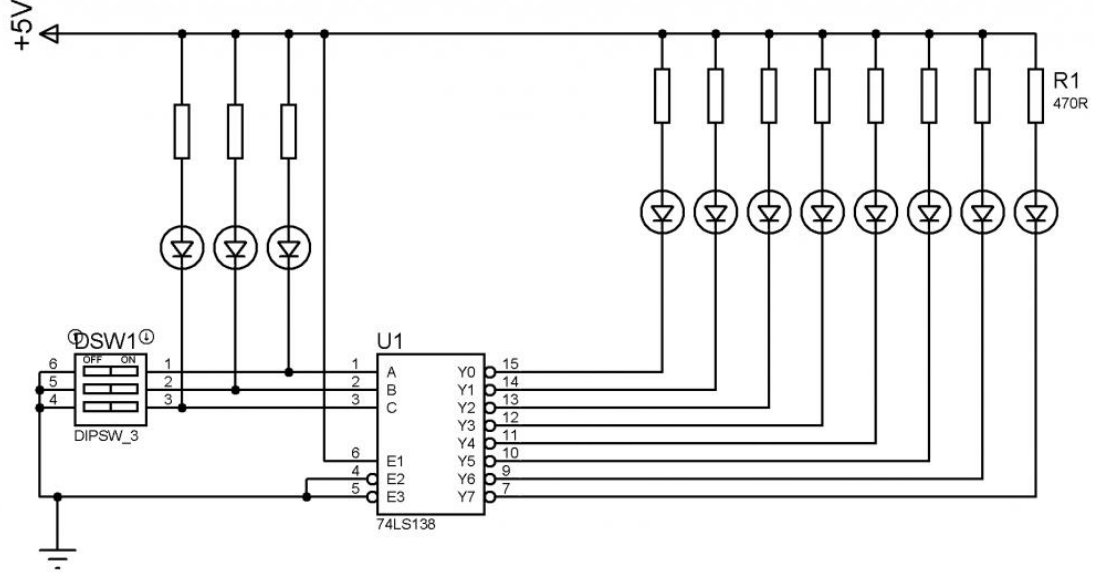 +5V
R1
470R
DSW1
OFF ON
6 1
5 2
4 3
DIPSW_3
U1
1 A Y0 15
2 B Y1 14
3 C Y2 13
Y3 12
Y4 11
6 E1 Y5 10
4 E2 Y6 9
5 E3 Y7 7
74LS138